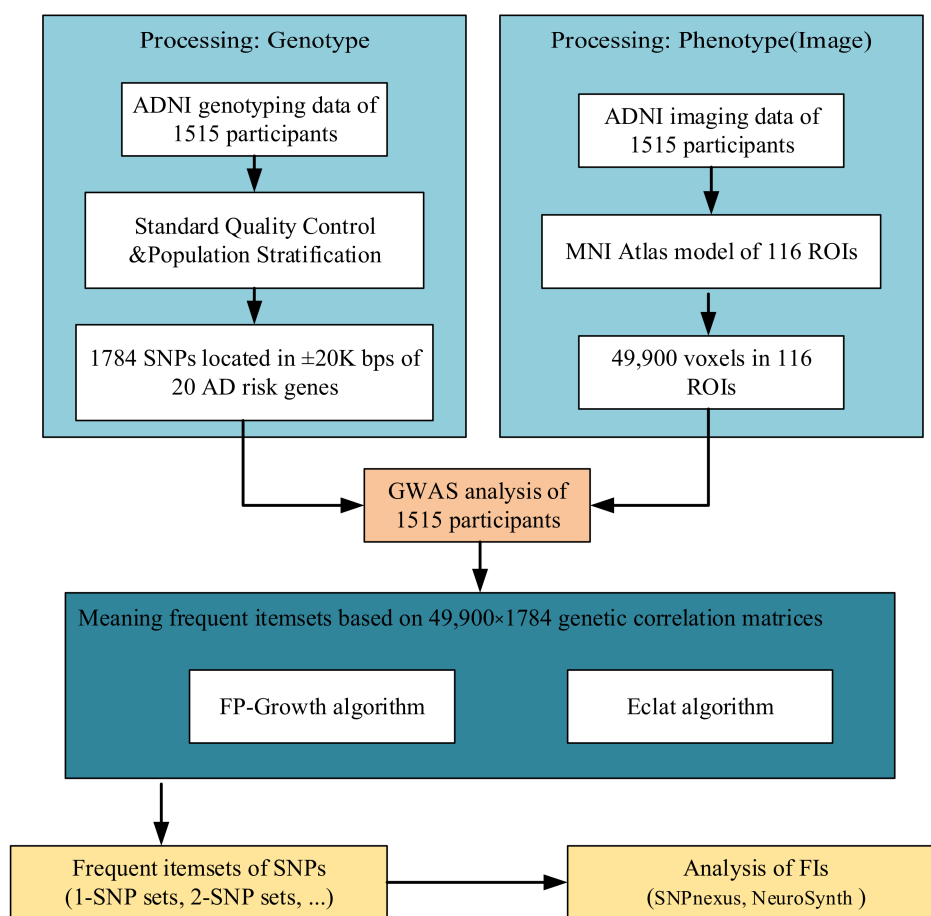 Processing: Genotype
ADNI genotyping data of
1515 participants
Standard Quality Control
&Population Stratification
1784 SNPs located in ±20K bps of
20 AD risk genes
Processing: Phenotype(Image)
ADNI imaging data of
1515 participants
MNI Atlas model of 116 ROIs
49,900 voxels in 116
ROIs
GWAS analysis of
1515 participants
Meaning frequent itemsets based on 49,900×1784 genetic correlation matrices
FP-Growth algorithm
Eclat algorithm
Frequent itemsets of SNPs
(1-SNP sets, 2-SNP sets, ...)
Analysis of FIs
(SNPnexus, NeuroSynth )